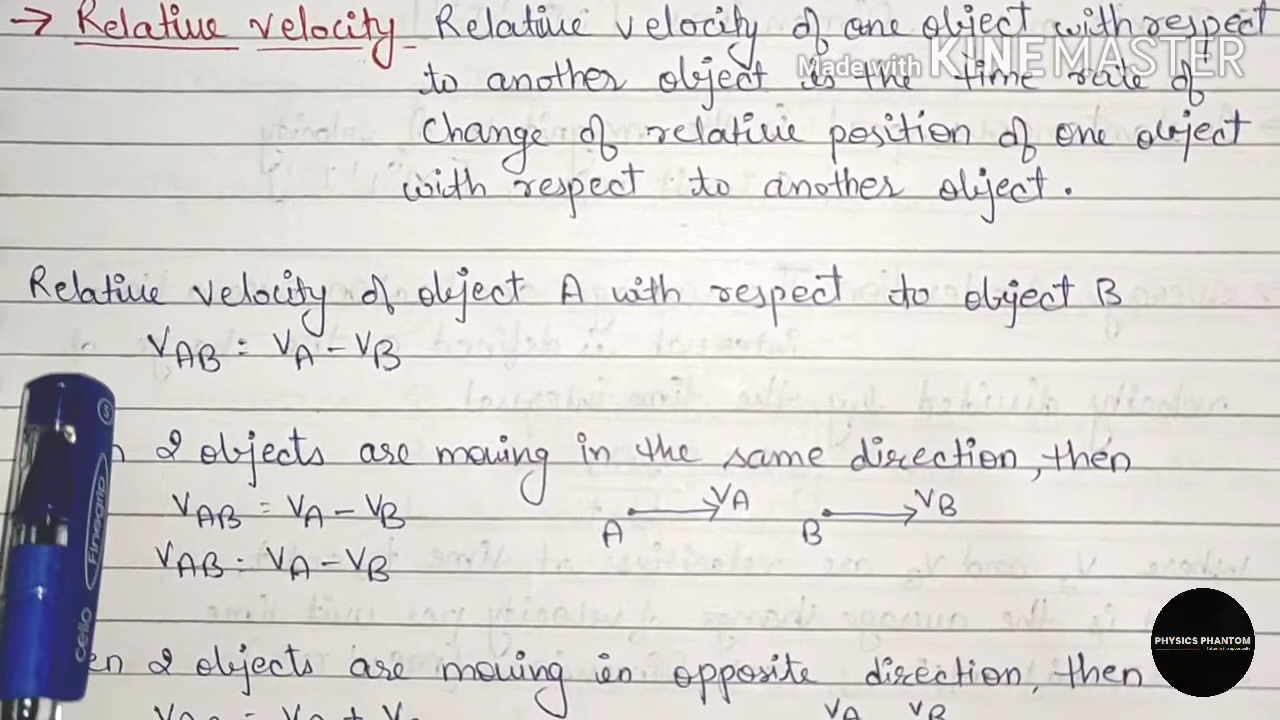 → Relative velocity - Relative velocity of one object with respect
to another object is the time rate of
Change of relative position of one object
with respect to another object.
Made with KINEMASTER
Relative velocity of object A with respect to object B
VAB = VA - VB
2 objects are moving in the same direction, then
VAB = VA - VB
A VA B VB
VAB = VA - VB
2 objects are moving in opposite direction, then
VA VB
PHYSICS PHANTOM
S
Finegrip
cello